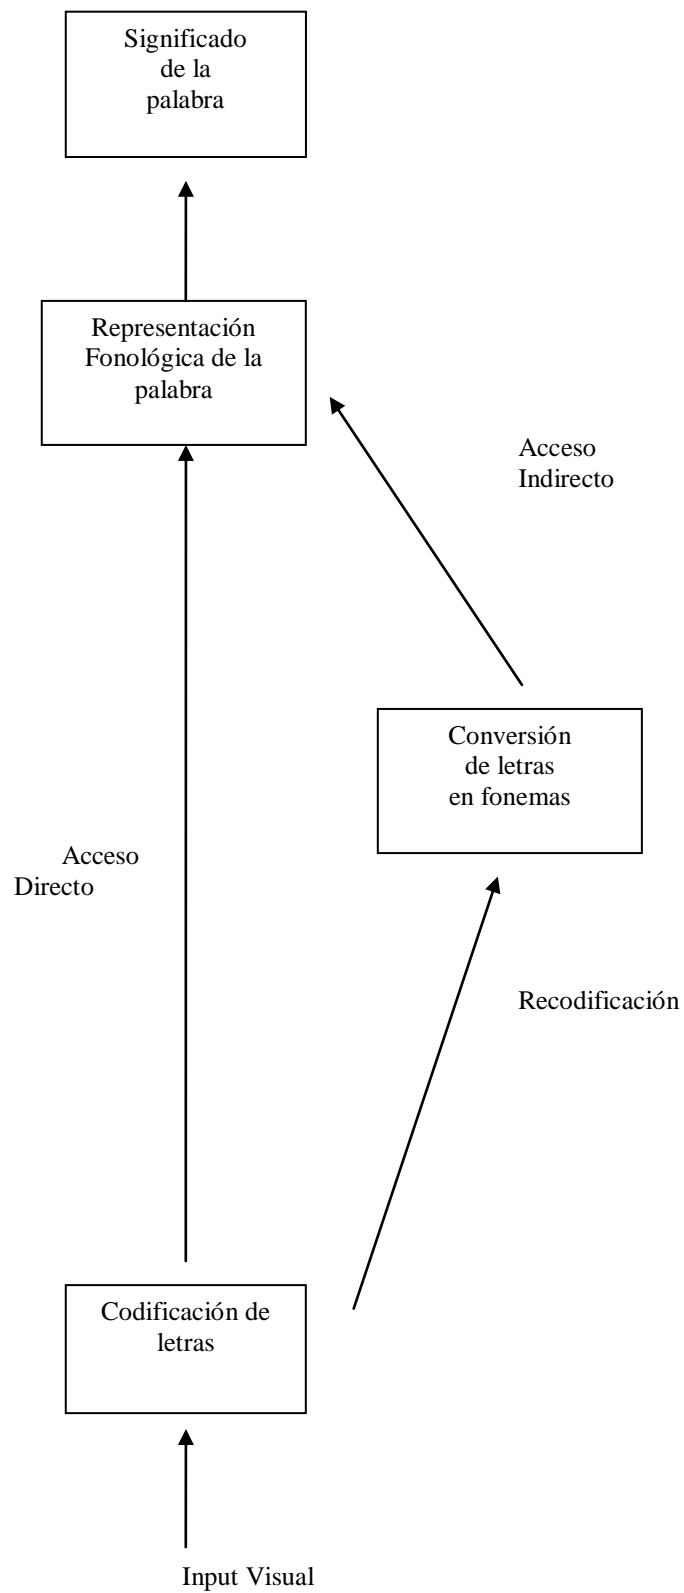 Significado
de la
palabra
Representación
Fonológica de la
palabra
Acceso
Indirecto
Conversión
de letras
en fonemas
Acceso
Directo
Recodificación
Codificación de
letras
Input Visual